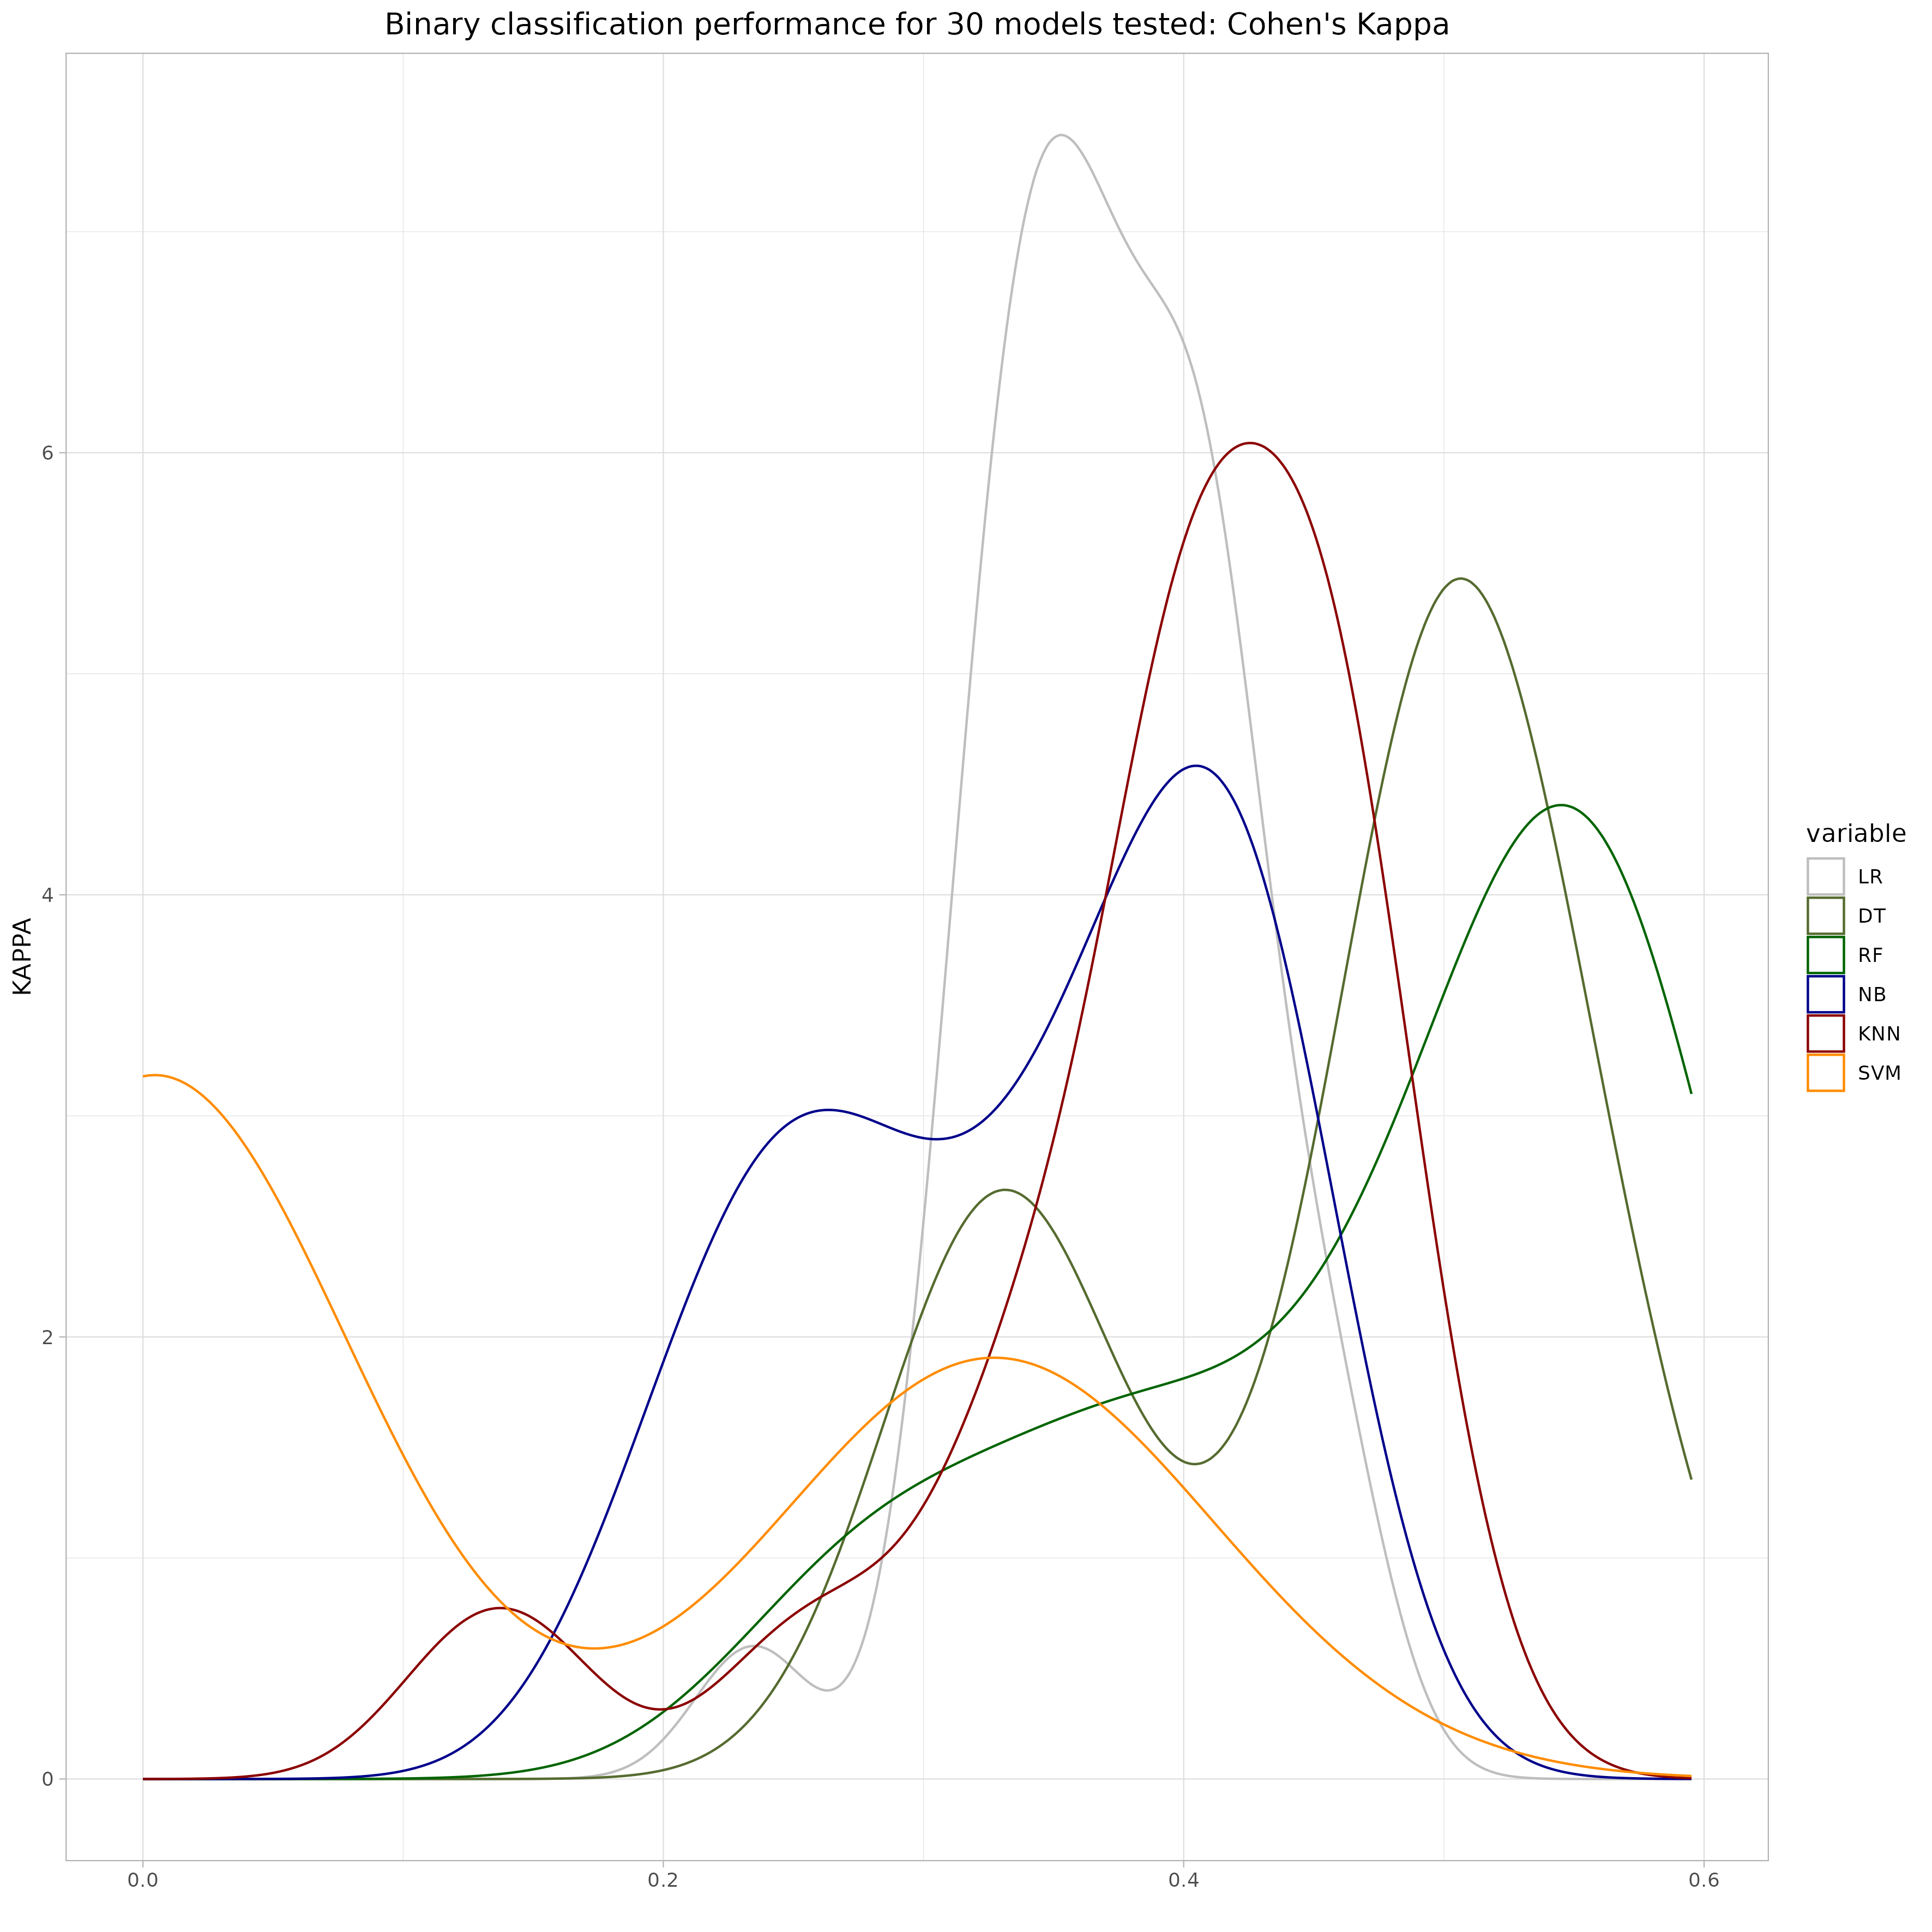 Binary classification performance for 30 models tested: Cohen's Kappa
KAPPA
6
4
2
0
0.0 0.2 0.4 0.6
variable
LR
DT
RF
NB
KNN
SVM